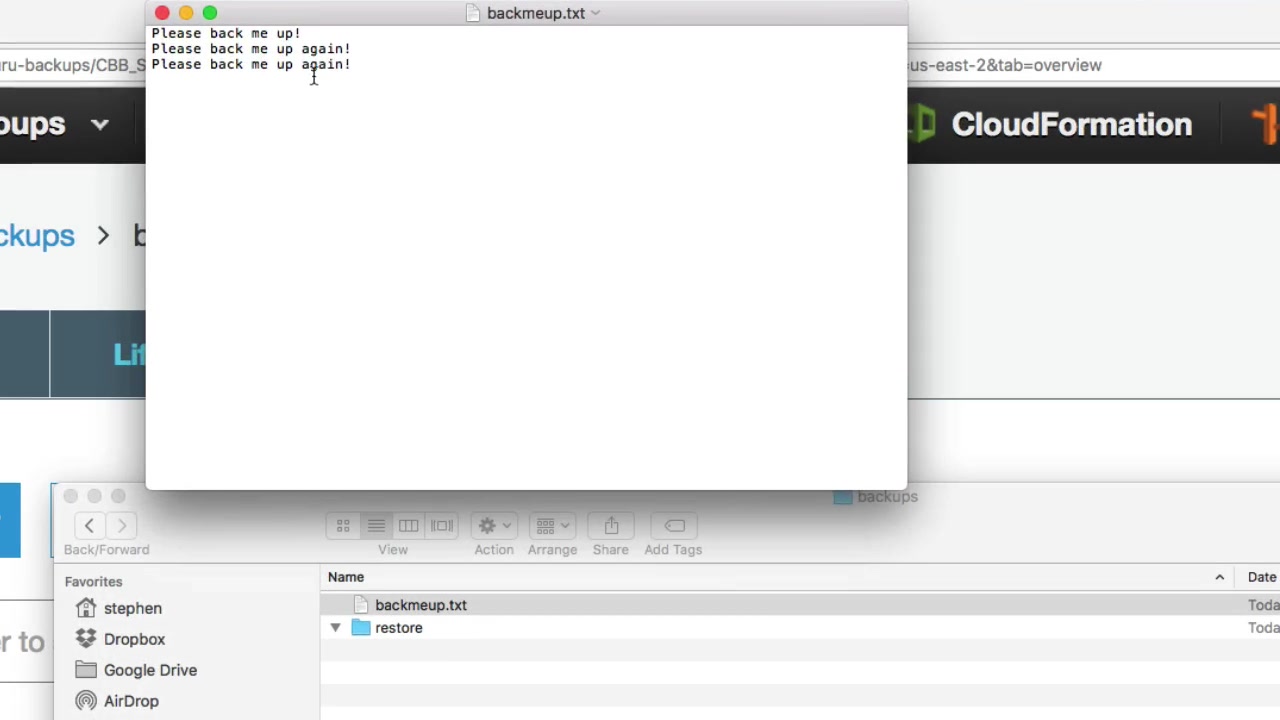 backmeup.txt
Please back me up!
Please back me up again!
Please back me up again!
ru-backups/CBB_S
=us-east-2&tab=overview
oups
CloudFormation
ckups > b
Lif
backups
Back/Forward
View
Action
Arrange
Share
Add Tags
Favorites
stephen
Dropbox
Google Drive
AirDrop
Name
Date
backmeup.txt
Toda
restore
Toda
r to